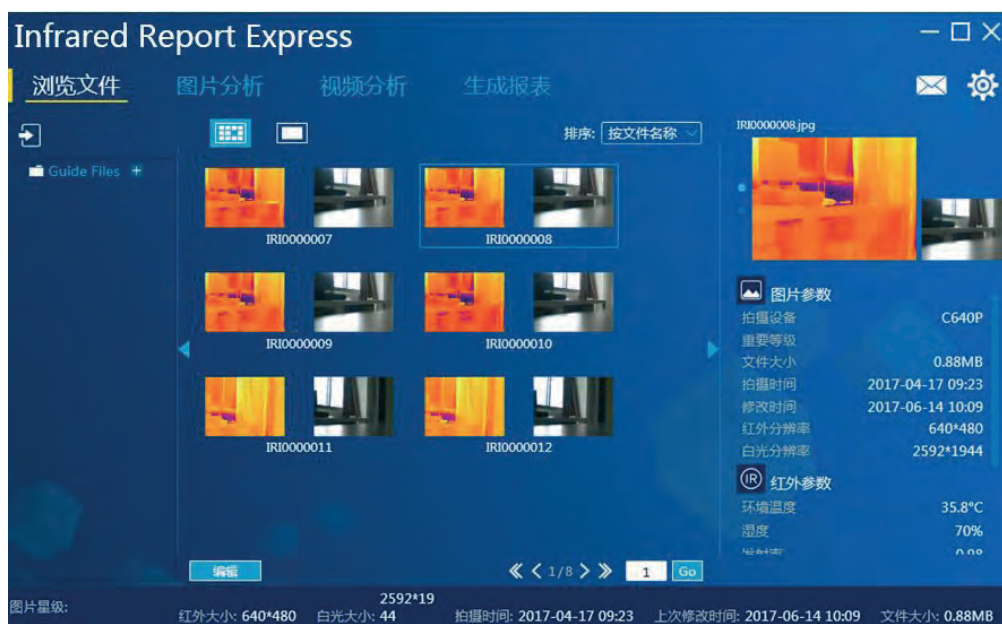 Infrared Report Express
浏览文件 图片分析 视频分析 生成报表
排序: 按文件名称
Guide Files +
IRI0000007 IRI0000008
IRI0000009 IRI0000010
IRI0000011 IRI0000012
编辑 1/8 1 Go
IRI0000008.jpg
图片参数
拍摄设备 C640P
重要等级
文件大小 0.88MB
拍摄时间 2017-04-17 09:23
修改时间 2017-06-14 10:09
红外分辨率 640*480
白光分辨率 2592*1944
IR 红外参数
环境温度 35.8°C
湿度 70%
发射率 0.98
图片星级: 红外大小: 640*480 白光大小: 2592*1944 拍摄时间: 2017-04-17 09:23 上次修改时间: 2017-06-14 10:09 文件大小: 0.88MB